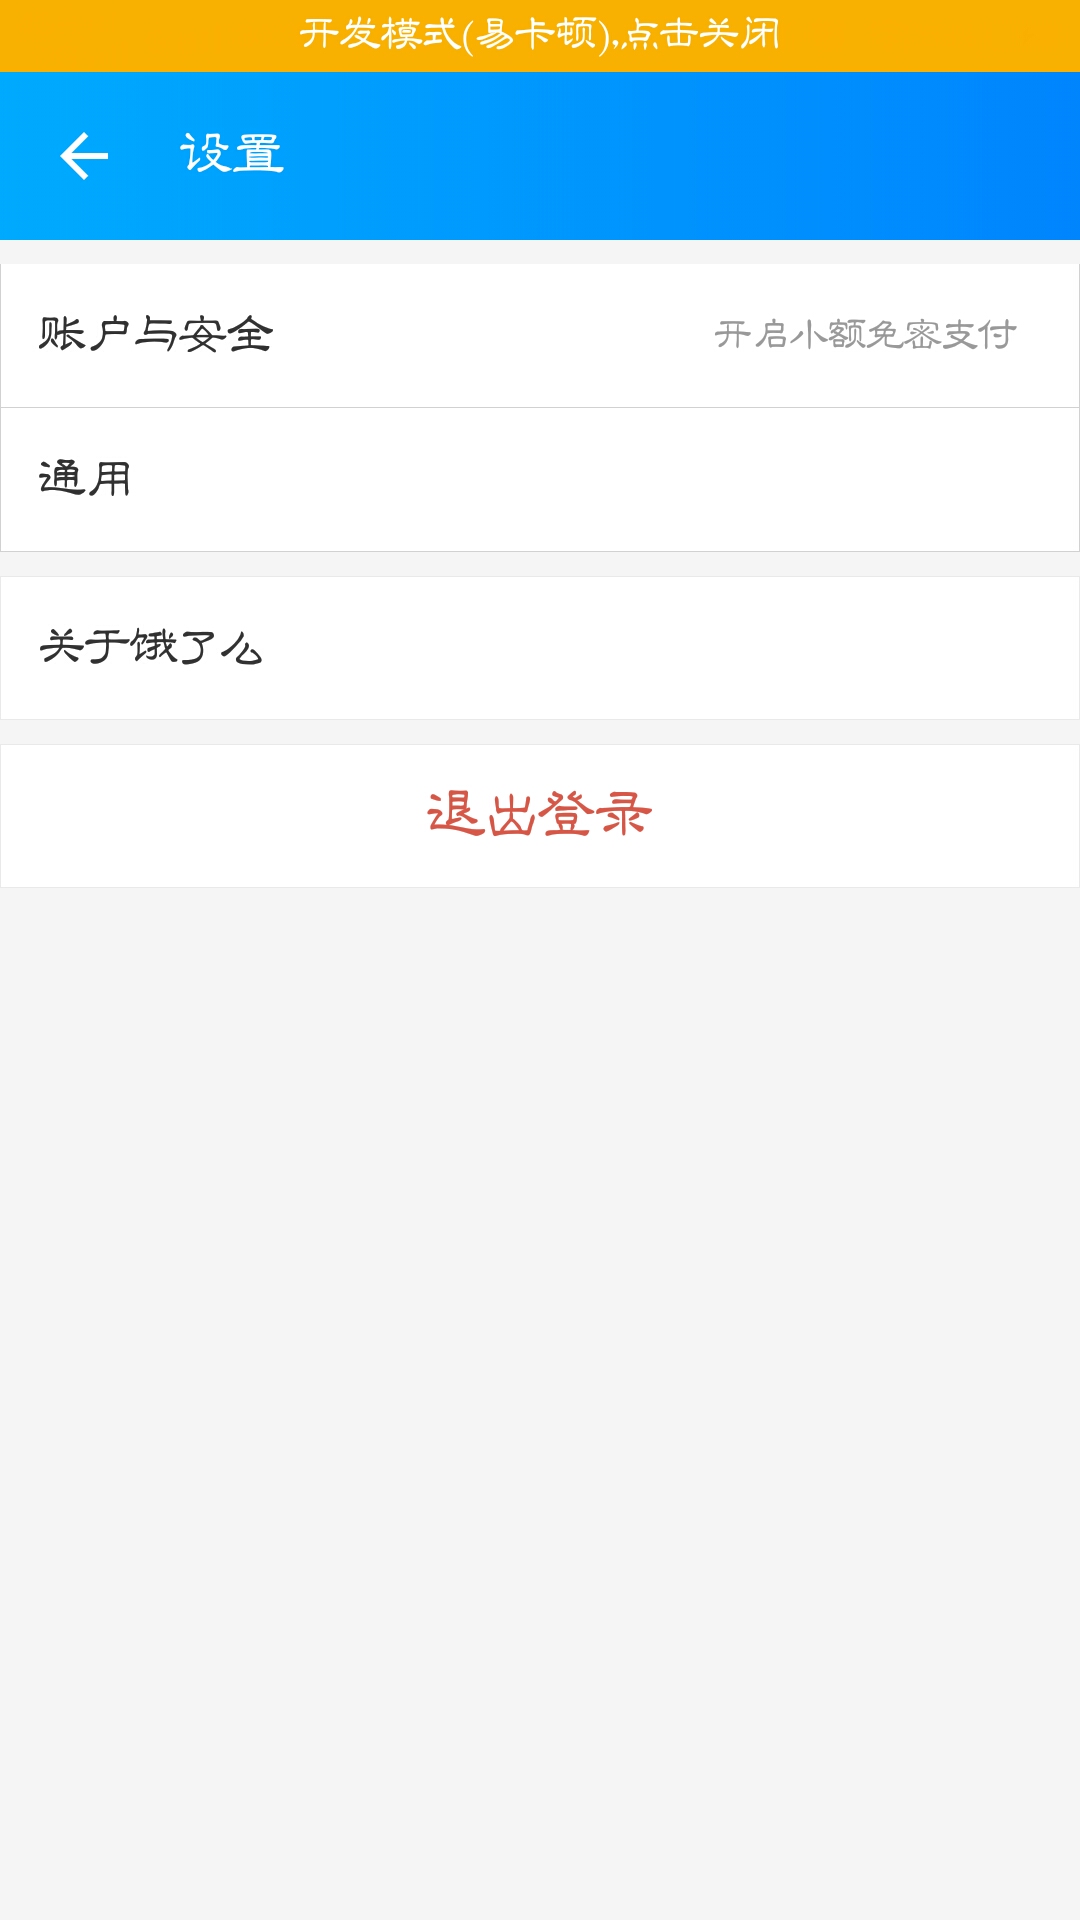 开发模式(易卡顿),点击关闭
设置
账户与安全 开启小额免密支付
通用
关于饿了么
退出登录